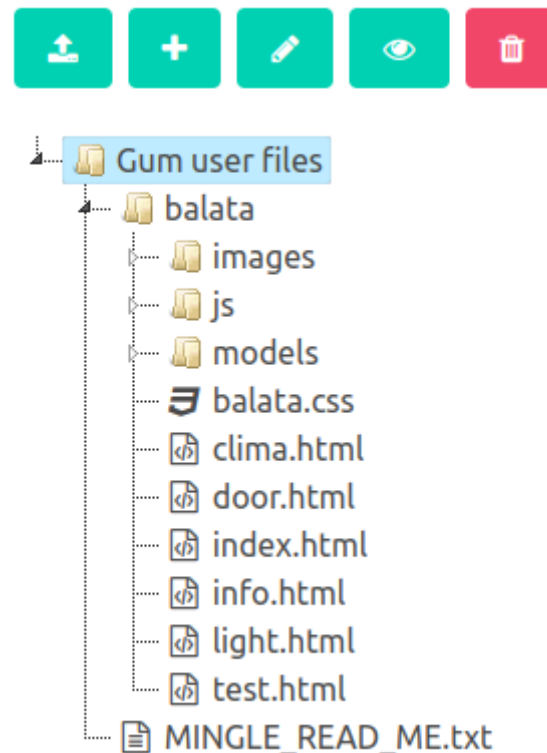 Gum user files
balata
images
js
models
balata.css
clima.html
door.html
index.html
info.html
light.html
test.html
MINGLE_READ_ME.txt